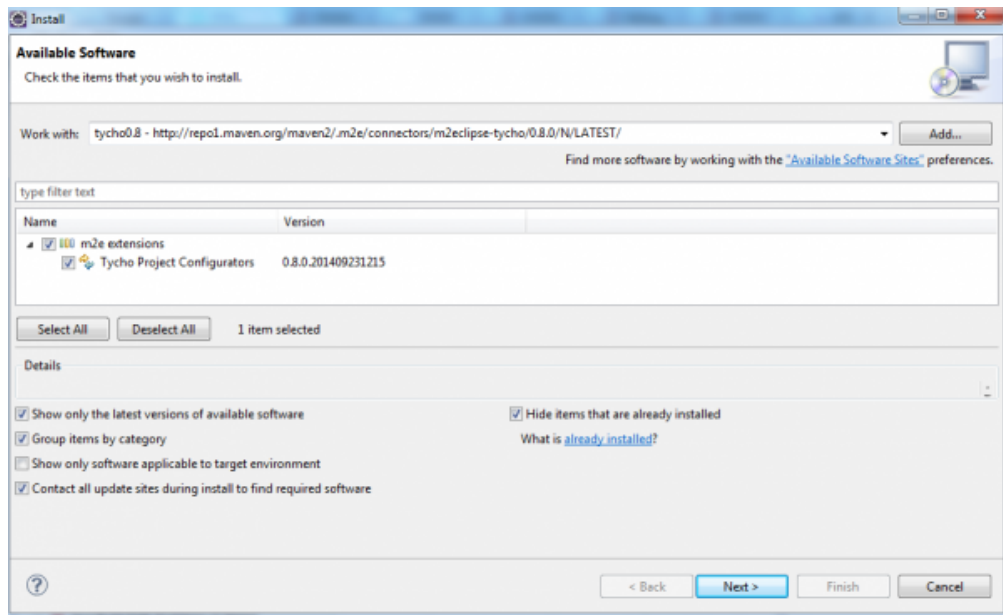 Install
Available Software
Check the items that you wish to install.
Work with: tycho0.8 - http://repo1.maven.org/maven2/.m2e/connectors/m2eclipse-tycho/0.8.0/N/LATEST/ Add...
Find more software by working with the "Available Software Sites" preferences.
type filter text
Name Version
m2e extensions
Tycho Project Configurators 0.8.0.201409231215
Select All Deselect All 1 item selected
Details
Show only the latest versions of available software Hide items that are already installed
Group items by category What is already installed?
Show only software applicable to target environment
Contact all update sites during install to find required software
< Back Next > Finish Cancel